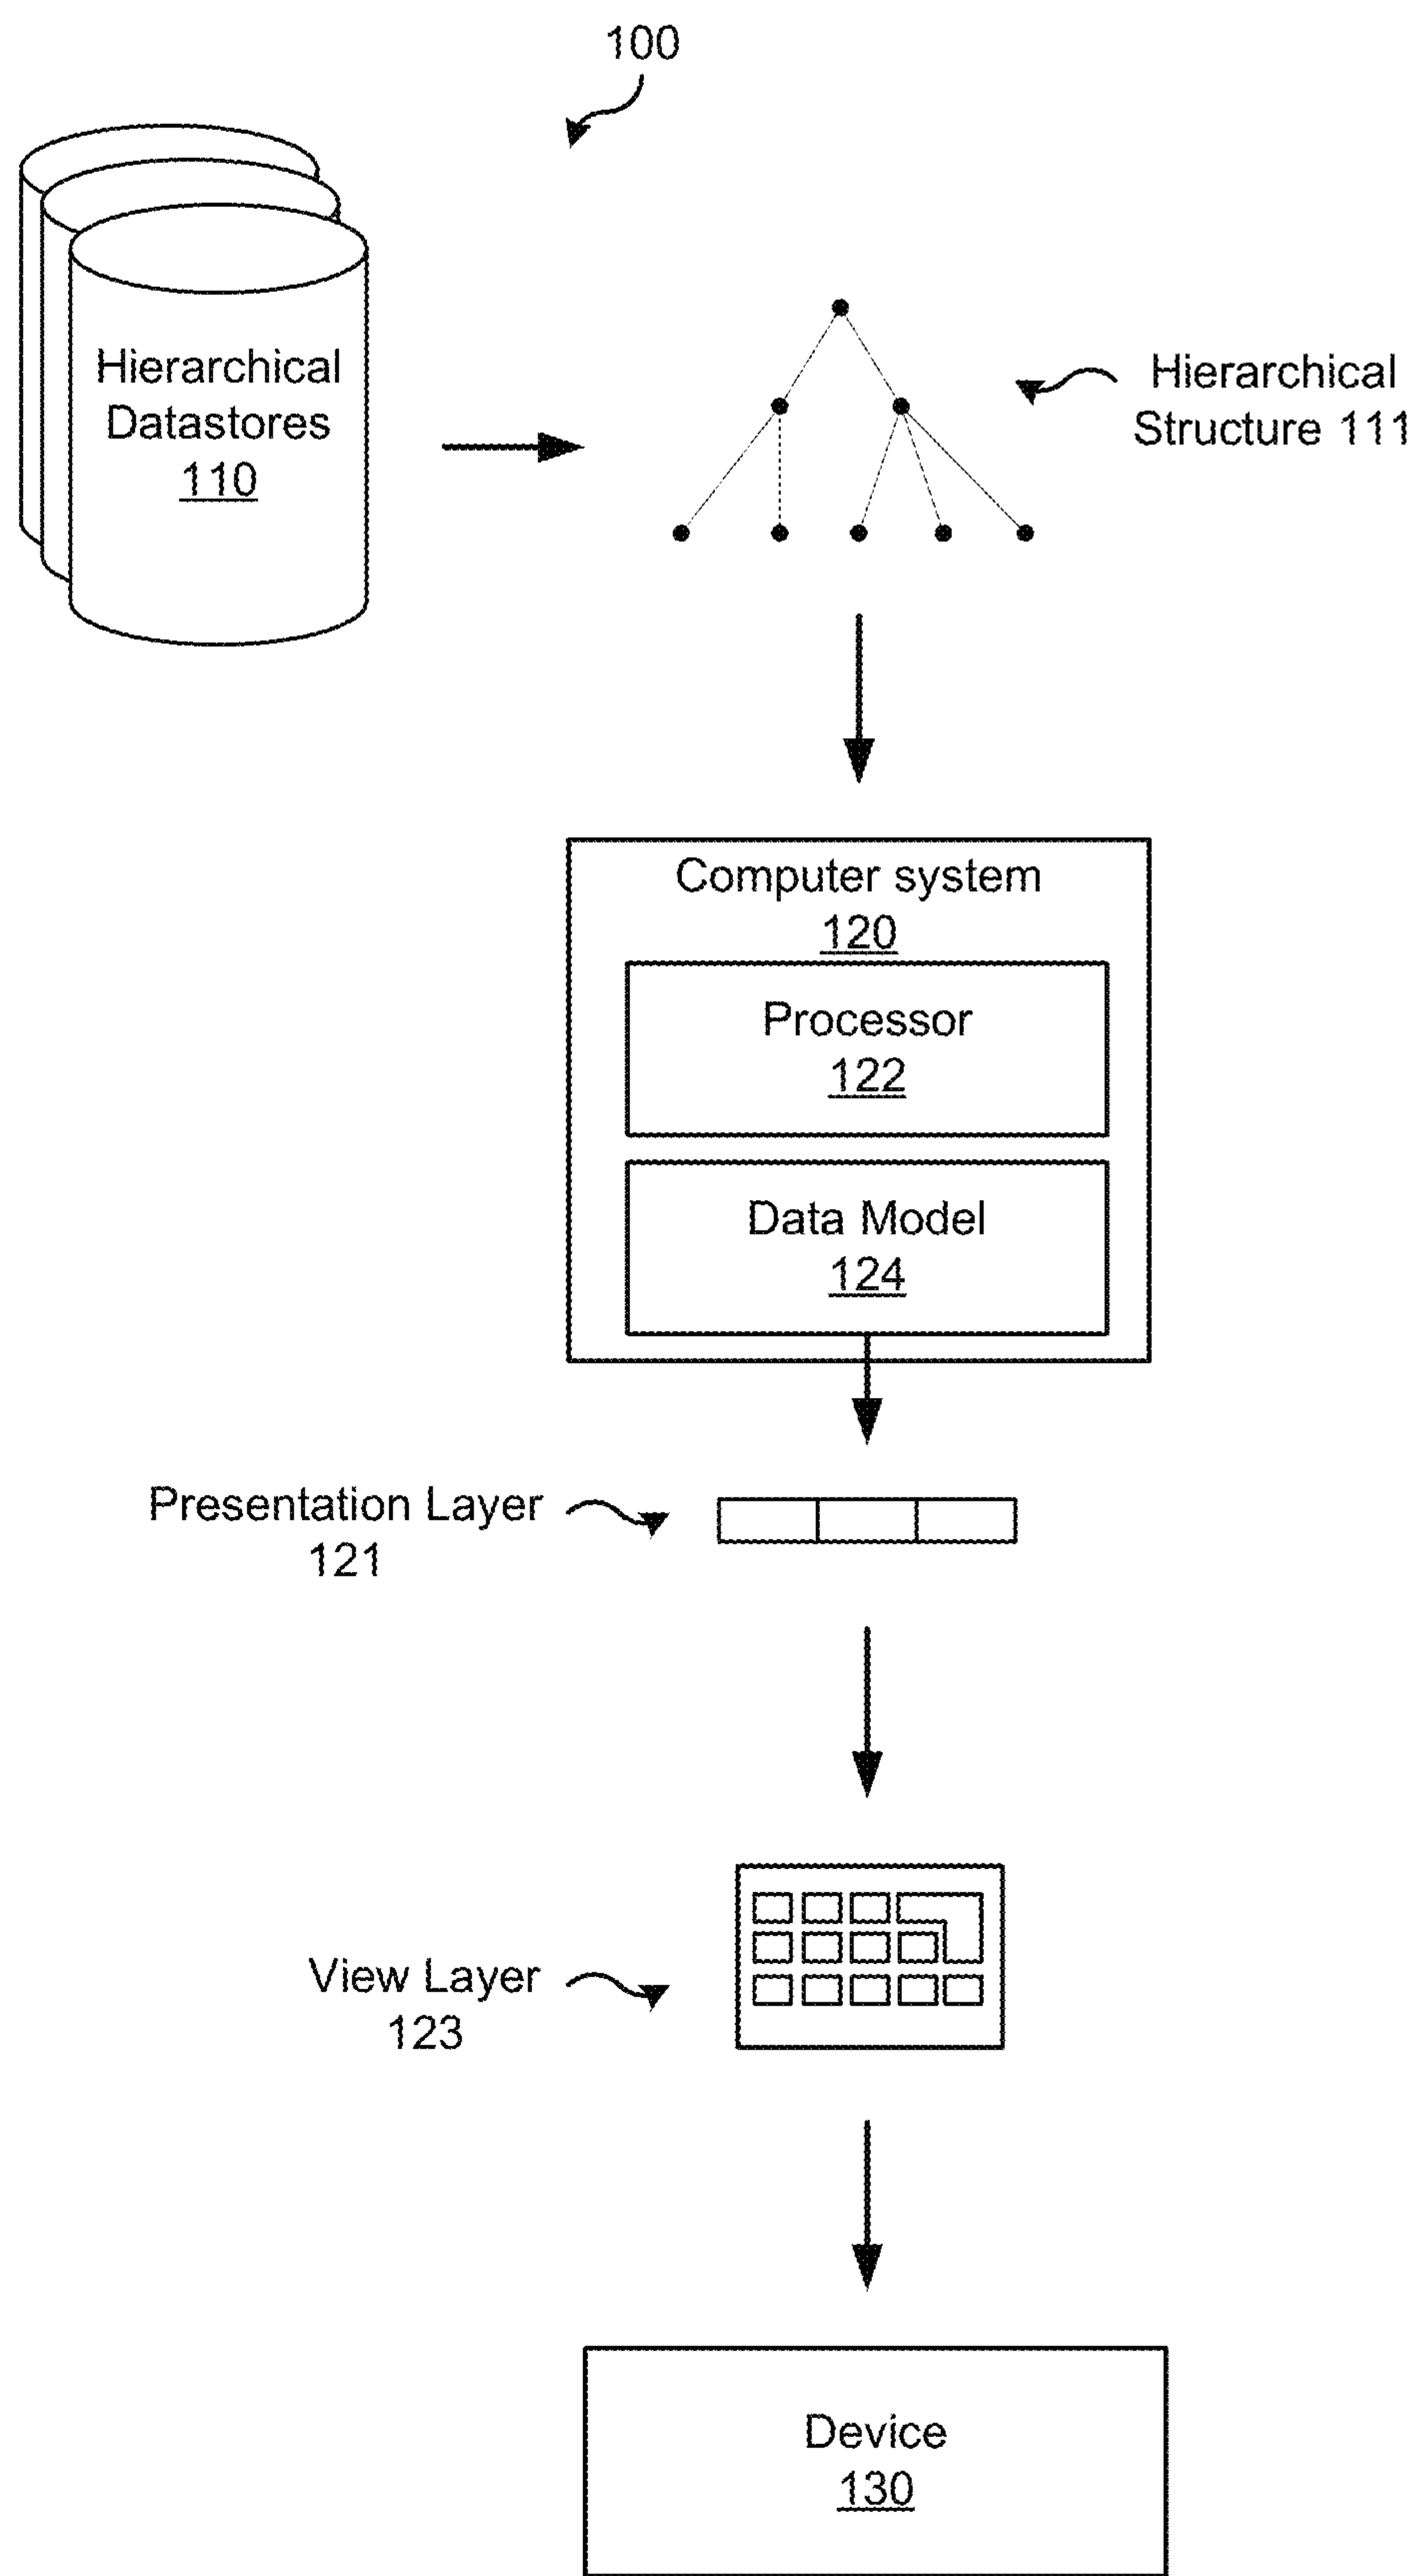 100
Hierarchical
Datastores
110
Hierarchical
Structure 111
Computer system
120
Processor
122
Data Model
124
Presentation Layer
121
View Layer
123
Device
130